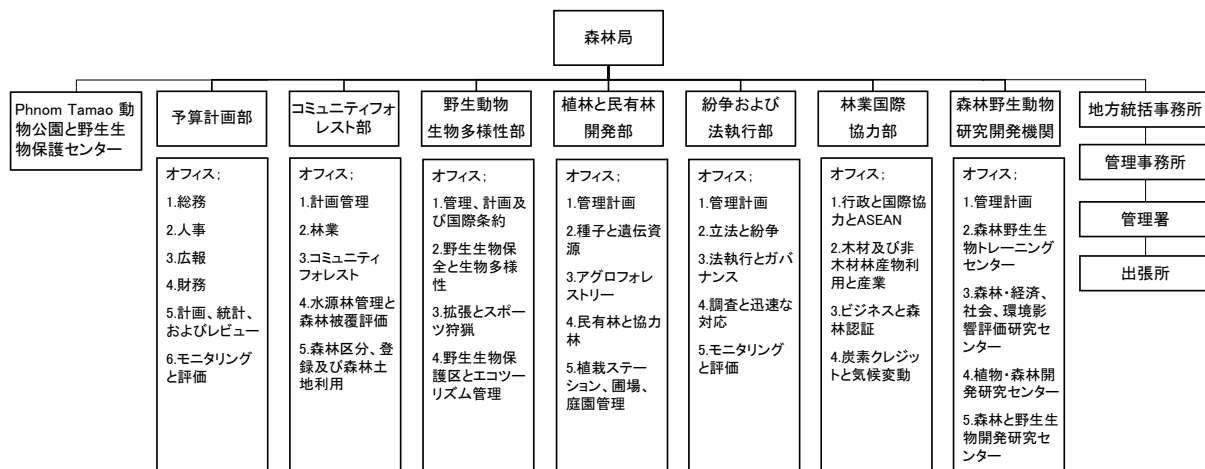 森林局
Phnom Tamao 動
物公園と野生生
物保護センター
予算計画部
オフィス;
1.総務
2.人事
3.広報
4.財務
5.計画、統計、
およびレビュー
6.モニタリング
と評価
コミュニティフォ
レスト部
オフィス;
1.計画管理
2.林業
3.コミュニティ
フォレスト
4.水源林管理と
森林被覆評価
5.森林区分、登
録及び森林土
地利用
野生動物
生物多様性部
オフィス;
1.管理、計画及
び国際条約
2.野生生物保
全と生物多様
性
3.拡張とスポー
ツ狩猟
4.野生生物保
護区とエコツー
リズム管理
植林と民有林
開発部
オフィス;
1.管理計画
2.種子と遺伝資
源
3.アグロフォレ
ストリー
4.民有林と協力
林
5.植栽ステー
ション、圃場、
庭園管理
紛争および
法執行部
オフィス;
1.管理計画
2.立法と紛争
3.法執行とガバ
ナンス
4.調査と迅速な
対応
5.モニタリング
と評価
林業国際
協力部
オフィス;
1.行政と国際協
力とASEAN
2.木材及び非
木材林産物利
用と産業
3.ビジネスと森
林認証
4.炭素クレジッ
トと気候変動
森林野生動物
研究開発機関
オフィス;
1.管理計画
2.森林野生生
物トレーニング
センター
3.森林・経済、
社会、環境影
響評価研究セ
ンター
4.植物・森林開
発研究センター
5.森林と野生生
物開発研究セ
ンター
地方統括事務所
管理事務所
管理署
出張所